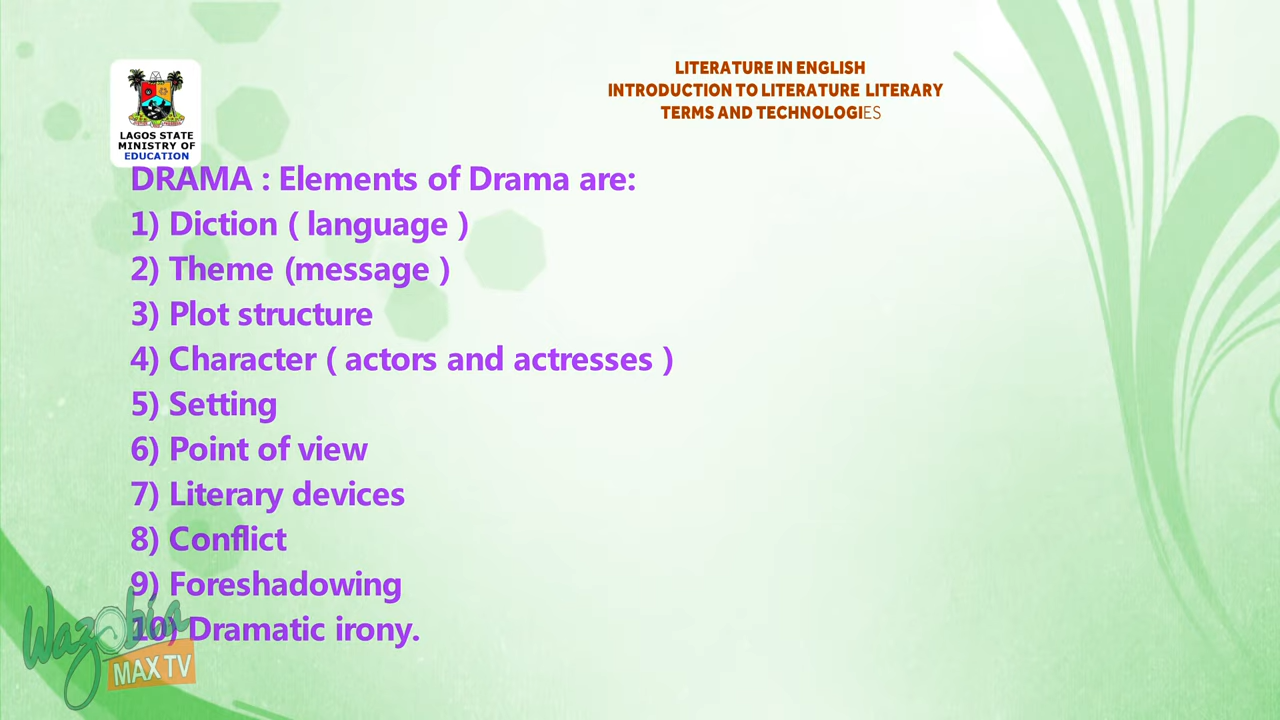 LITERATURE IN ENGLISH
INTRODUCTION TO LITERATURE LITERARY
TERMS AND TECHNOLOGIES
LAGOS STATE
MINISTRY OF
EDUCATION
DRAMA : Elements of Drama are:
1) Diction ( language )
2) Theme (message )
3) Plot structure
4) Character ( actors and actresses )
5) Setting
6) Point of view
7) Literary devices
8) Conflict
9) Foreshadowing
10) Dramatic irony.
Wazobia
MAX TV